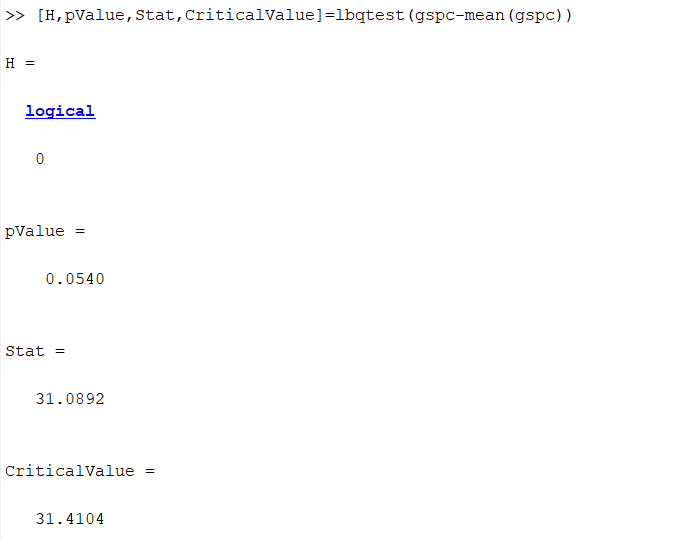 >> [H,pValue,Stat,CriticalValue]=lbqtest(gspc-mean(gspc))
H =
logical
0
pValue =
0.0540
Stat =
31.0892
CriticalValue =
31.4104